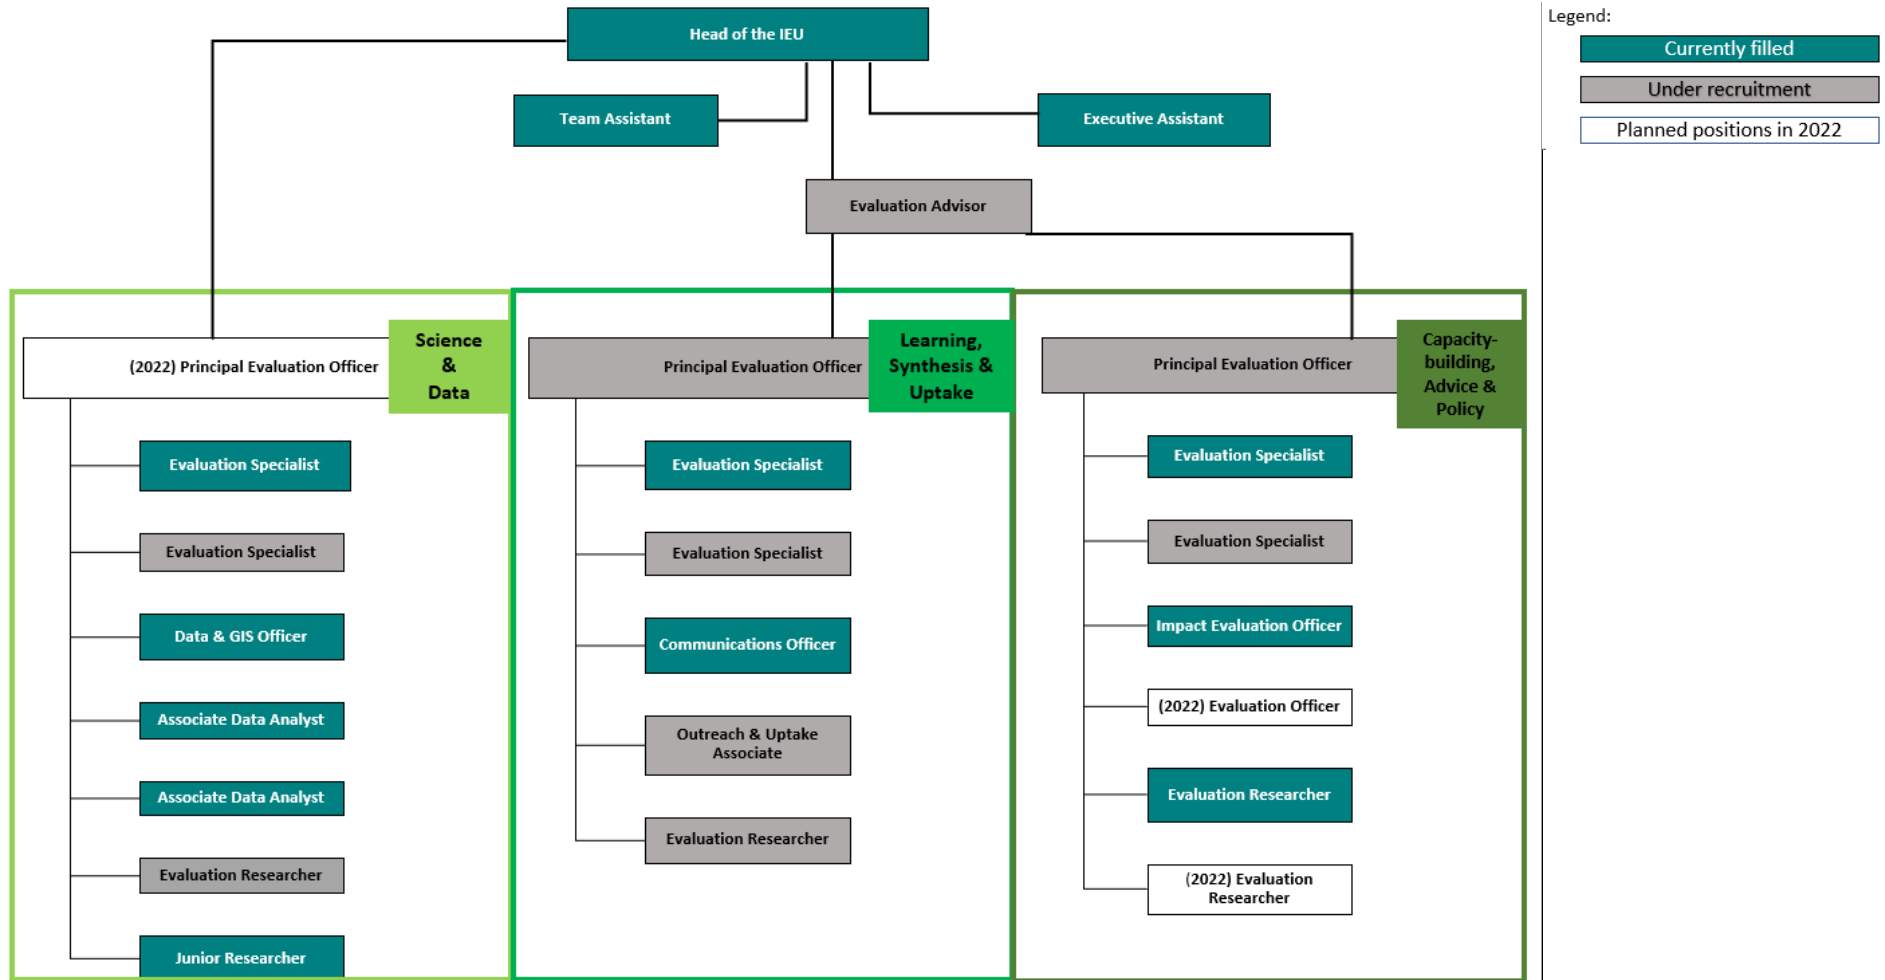 Head of the IEU
Team Assistant
Executive Assistant
Evaluation Advisor
Legend:
Currently filled
Under recruitment
Planned positions in 2022
(2022) Principal Evaluation Officer
Science
&
Data
Evaluation Specialist
Evaluation Specialist
Data & GIS Officer
Associate Data Analyst
Associate Data Analyst
Evaluation Researcher
Junior Researcher
Principal Evaluation Officer
Learning,
Synthesis &
Uptake
Evaluation Specialist
Evaluation Specialist
Communications Officer
Outreach & Uptake
Associate
Evaluation Researcher
Principal Evaluation Officer
Capacity-
building,
Advice &
Policy
Evaluation Specialist
Evaluation Specialist
Impact Evaluation Officer
(2022) Evaluation Officer
Evaluation Researcher
(2022) Evaluation
Researcher